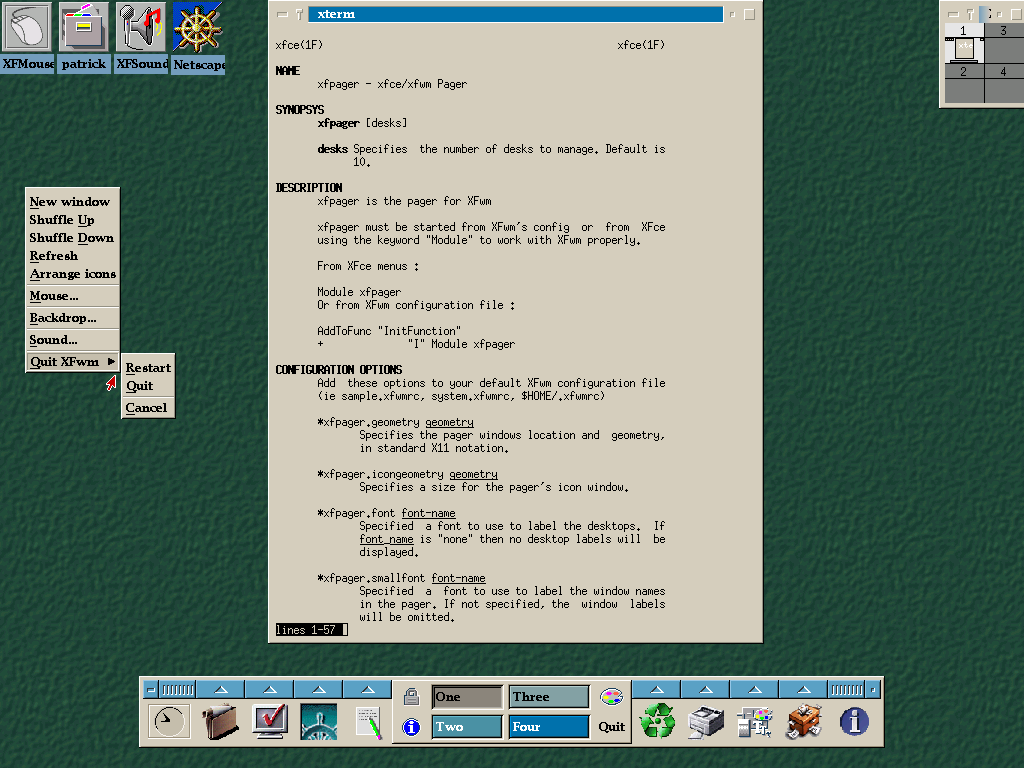 XFMouse
patrick
XFSound
Netscape
xterm
1 3
2 4
xfce(1F) xfce(1F)
NAME
xfpager - xfce/xfwm Pager
SYNOPSYS
xfpager [desks]
desks Specifies the number of desks to manage. Default is
10.
DESCRIPTION
xfpager is the pager for XFwm
xfpager must be started from XFwm's config or from XFce
using the keyword "Module" to work with XFwm properly.
From XFce menus :
Module xfpager
Or from XFwm configuration file :
AddToFunc "InitFunction"
+ "I" Module xfpager
CONFIGURATION OPTIONS
Add these options to your default XFwm configuration file
(ie sample.xfwmrc, system.xfwmrc, $HOME/.xfwmrc)
*xfpager.geometry geometry
Specifies the pager windows location and geometry,
in standard X11 notation.
*xfpager.icongeometry geometry
Specifies a size for the pager's icon window.
*xfpager.font font-name
Specified a font to use to label the desktops. If
font_name is "none" then no desktop labels will be
displayed.
*xfpager.smallfont font-name
Specified a font to use to label the window names
in the pager. If not specified, the window labels
will be omitted.
lines 1-57
New window
Shuffle Up
Shuffle Down
Refresh
Arrange icons
Mouse...
Backdrop...
Sound...
Quit XFwm
Restart
Quit
Cancel
One Three
Two Four Quit